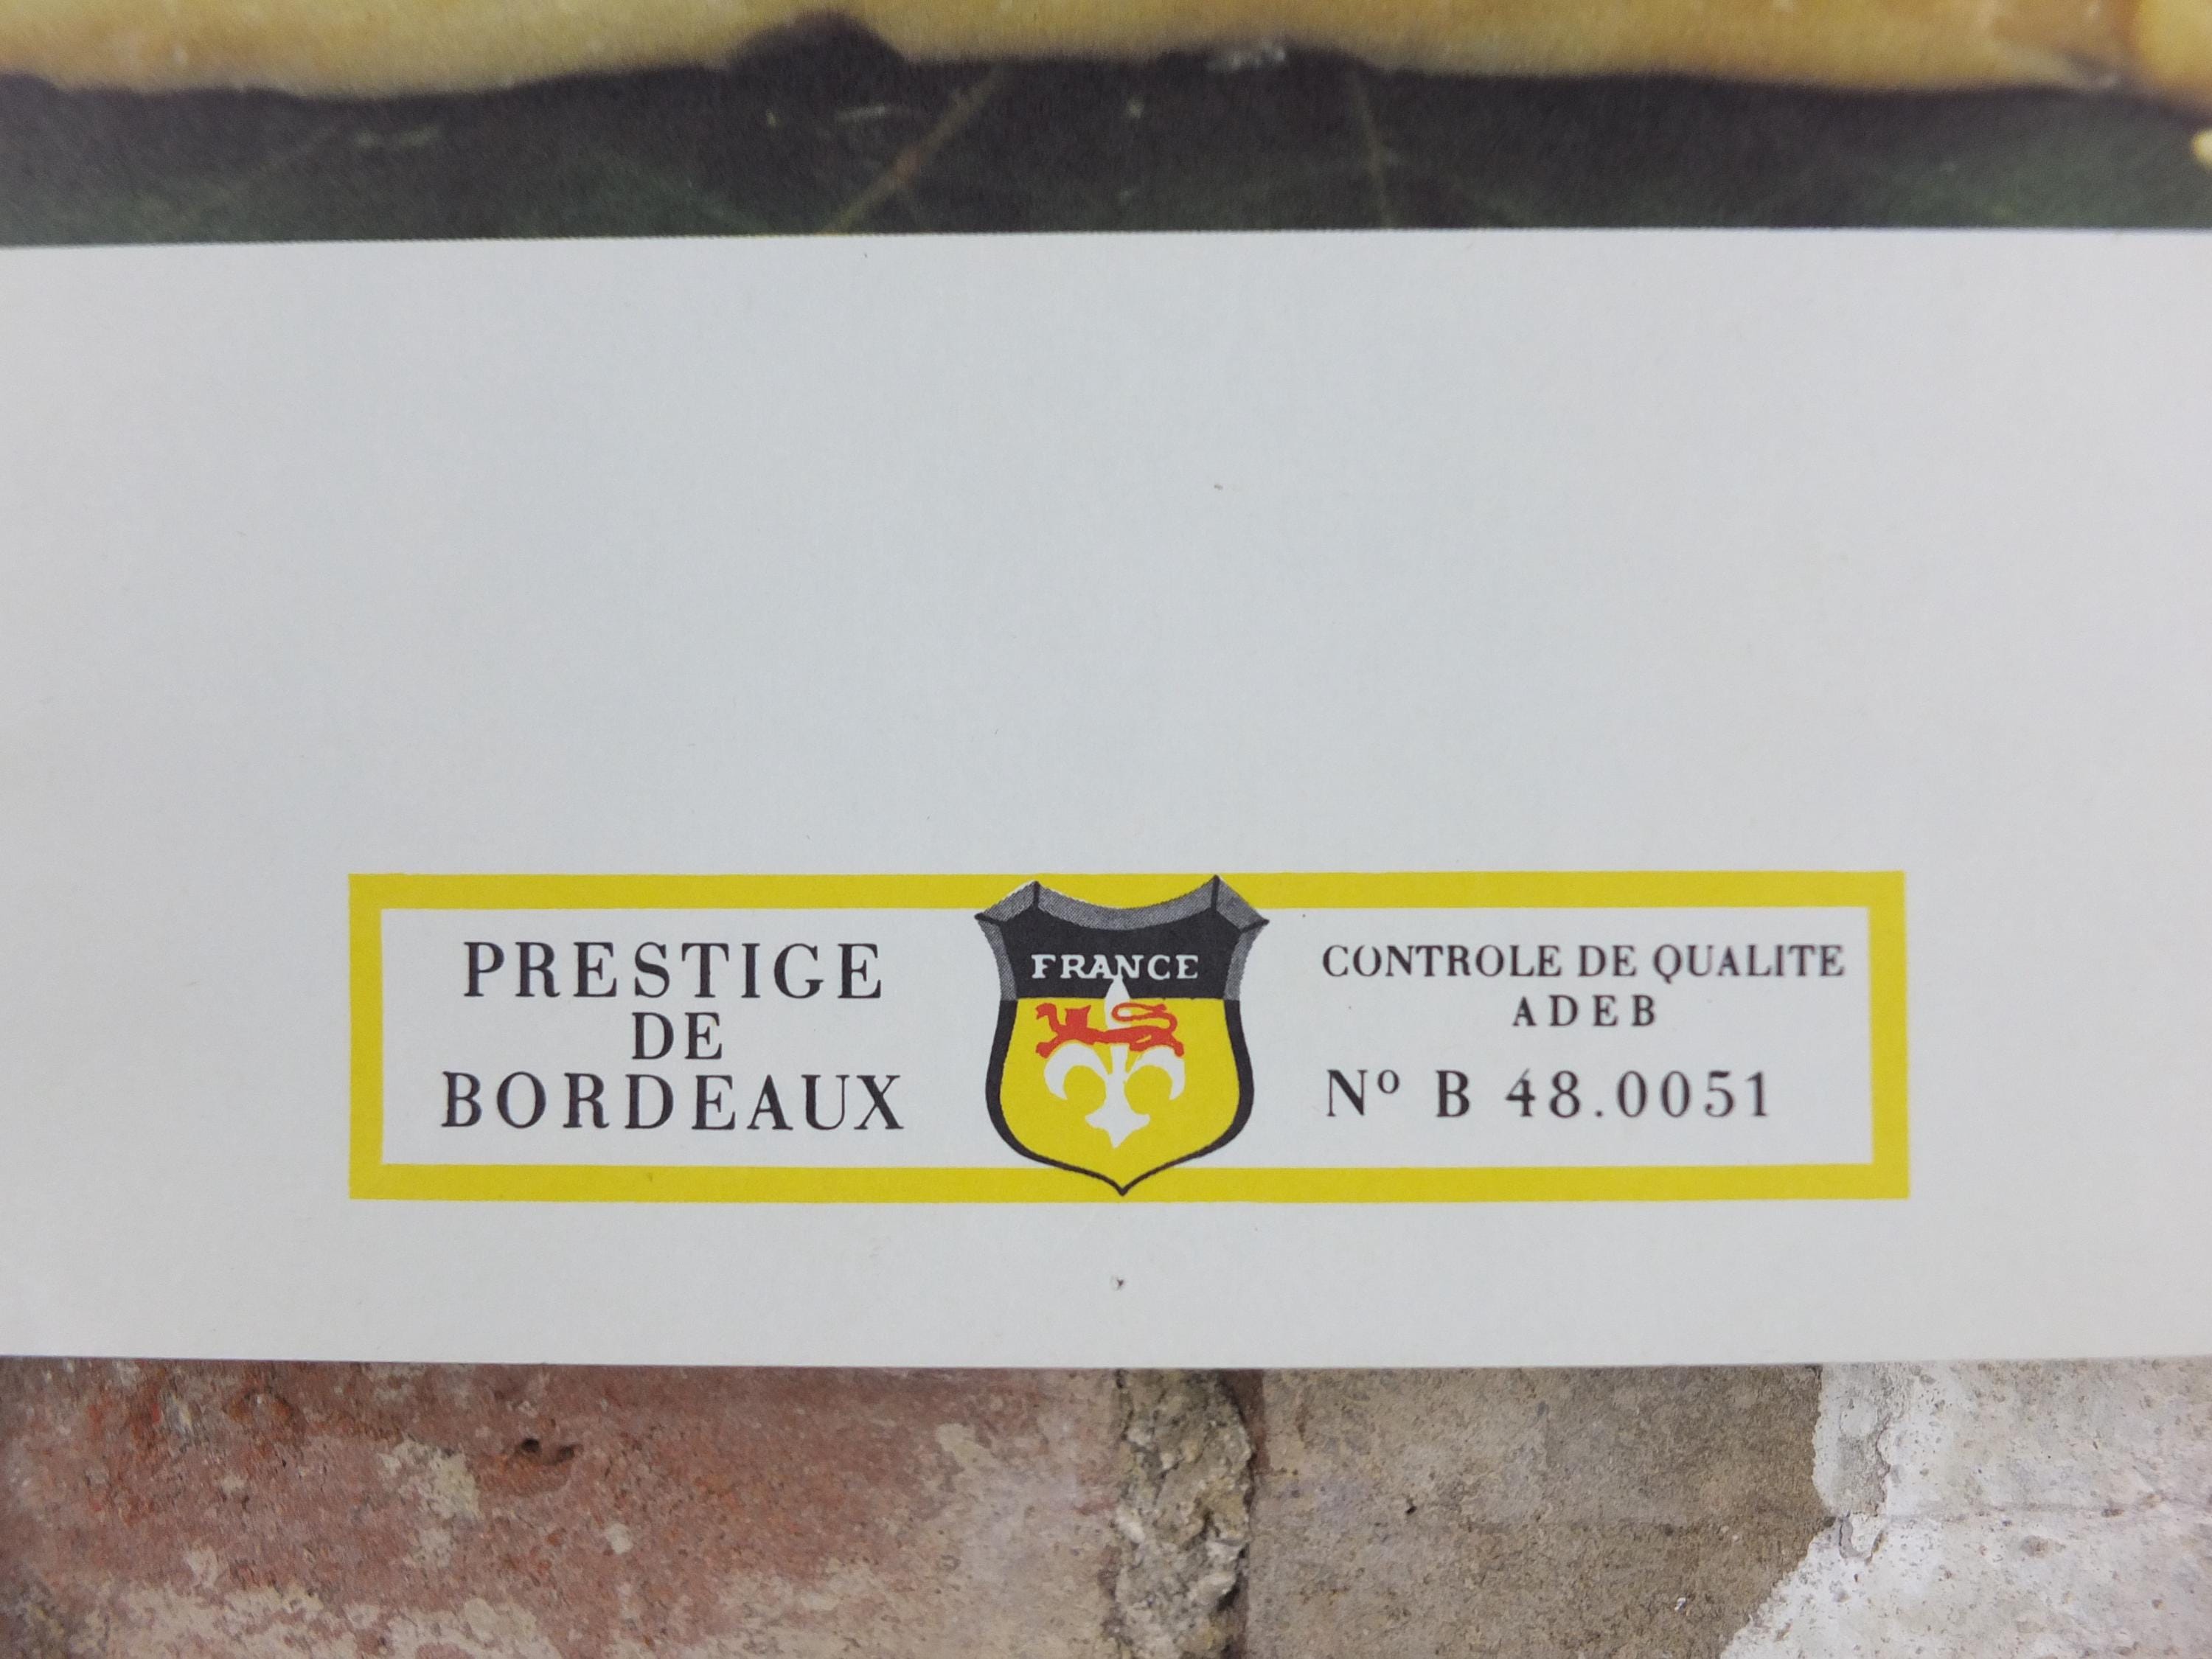 PRESTIGE
DE
BORDEAUX
FRANCE
CONTROLE DE QUALITE
ADEB
Nº B 48.0051